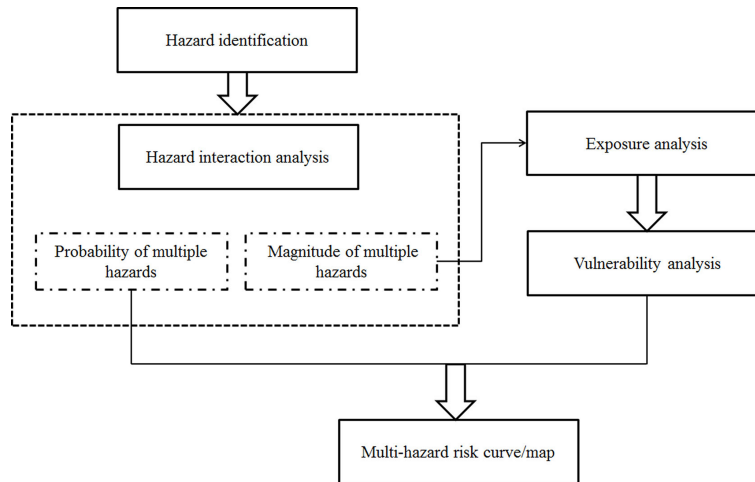 Hazard identification
Hazard interaction analysis
Exposure analysis
Probability of multiple
hazards
Magnitude of multiple
hazards
Vulnerability analysis
Multi-hazard risk curve/map